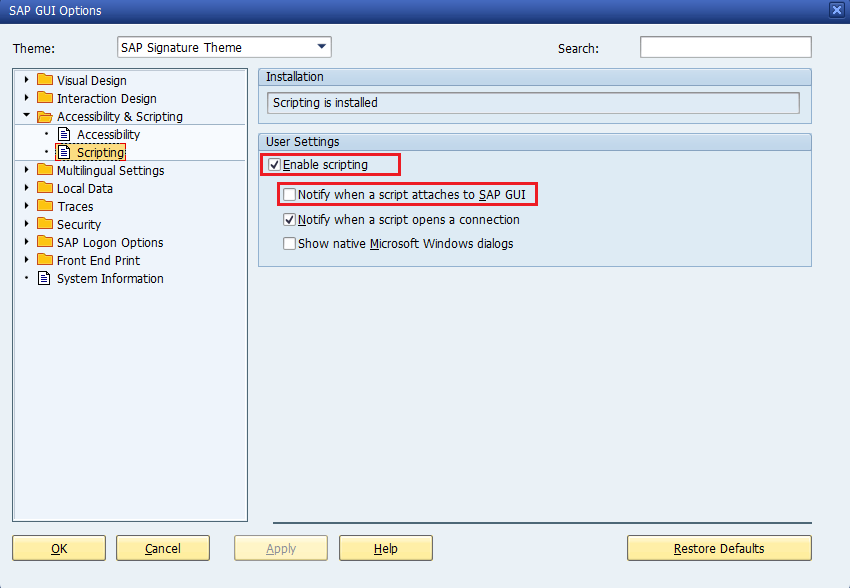 SAP GUI Options
Theme:
SAP Signature Theme
Search:
Visual Design
Interaction Design
Accessibility & Scripting
Accessibility
Scripting
Multilingual Settings
Local Data
Traces
Security
SAP Logon Options
Front End Print
System Information
Installation
Scripting is installed
User Settings
Enable scripting
Notify when a script attaches to SAP GUI
Notify when a script opens a connection
Show native Microsoft Windows dialogs
OK
Cancel
Apply
Help
Restore Defaults